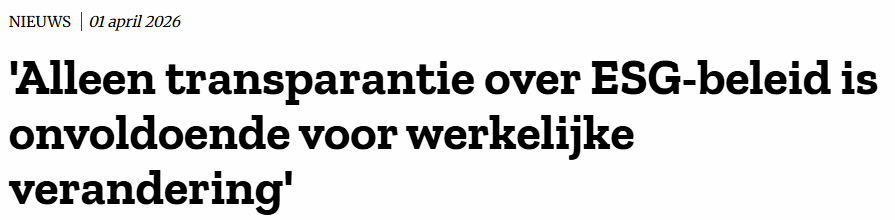 NIEUWS | 01 april 2026
'Alleen transparantie over ESG-beleid is
onvoldoende voor werkelijke
verandering'